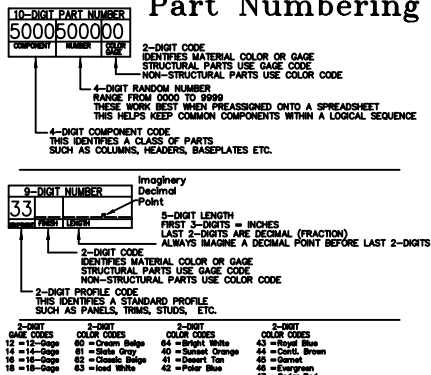 Part Numbering
10-DIGIT PART NUMBER
5000 5000 00
COMPONENT NUMBER COLOR GAGE
2-DIGIT CODE
IDENTIFIES MATERIAL COLOR OR GAGE
STRUCTURAL PARTS USE GAGE CODE
NON-STRUCTURAL PARTS USE COLOR CODE
4-DIGIT RANDOM NUMBER
RANGE FROM 0000 TO 9999
THESE WORK BEST WHEN PREASSIGNED ONTO A SPREADSHEET
THIS HELPS KEEP COMMON COMPONENTS WITHIN A LOGICAL SEQUENCE
4-DIGIT COMPONENT CODE
THIS IDENTIFIES A CLASS OF PARTS
SUCH AS COLUMNS, HEADERS, BASEPLATES ETC.
9-DIGIT NUMBER
Imaginery
Decimal
Point
33
FINISH LENGTH
5-DIGIT LENGTH
FIRST 3-DIGITS = INCHES
LAST 2-DIGITS ARE DECIMAL (FRACTION)
ALWAYS IMAGINE A DECIMAL POINT BEFORE LAST 2-DIGITS
2-DIGIT CODE
IDENTIFIES MATERIAL COLOR OR GAGE
STRUCTURAL PARTS USE GAGE CODE
NON-STRUCTURAL PARTS USE COLOR CODE
2-DIGIT PROFILE CODE
THIS IDENTIFIES A STANDARD PROFILE
SUCH AS PANELS, TRIMS, STUDS, ETC.
2-DIGIT 2-DIGIT 2-DIGIT 2-DIGIT
GAGE CODES COLOR CODES COLOR CODES COLOR CODES
12 = 12-Gage 60 = Cream Beige 64 = Bright White 43 = Royal Blue
14 = 14-Gage 61 = Slate Gray 40 = Sunset Orange 44 = Contl. Brown
16 = 16-Gage 62 = Classic Beige 41 = Desert Tan 45 = Garnet
18 = 18-Gage 63 = Iced White 42 = Polar Blue 46 = Evergreen